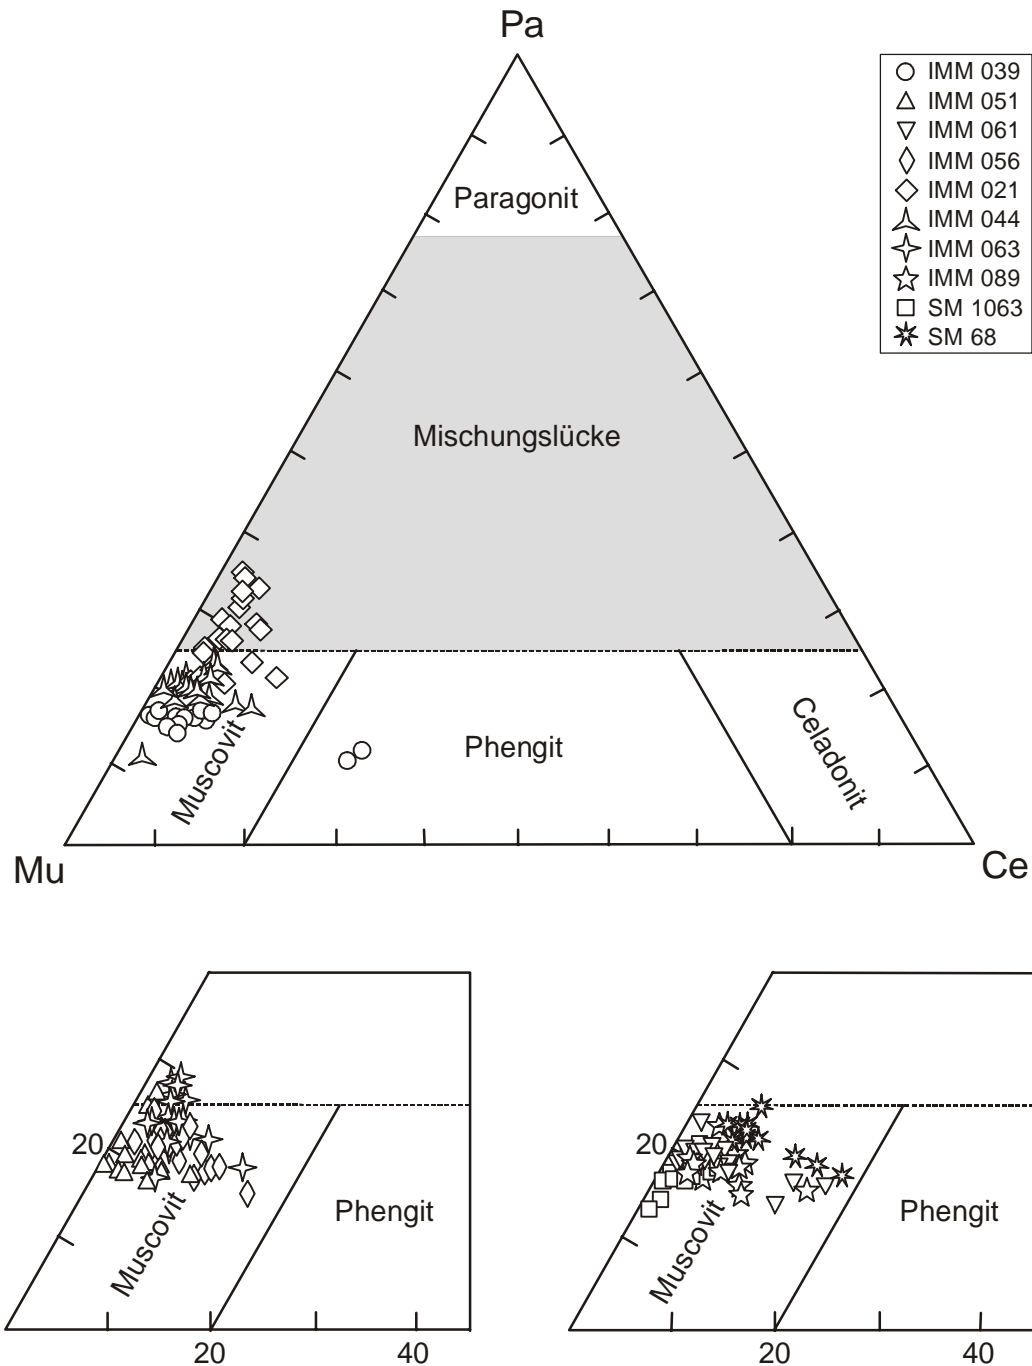 Pa
IMM 039
IMM 051
IMM 061
IMM 056
IMM 021
IMM 044
IMM 063
IMM 089
SM 1063
SM 68
Paragonit
Mischungslücke
Muscovit
Phengit
Celadonit
Mu
Ce
20
Muscovit
Phengit
20
40
20
Muscovit
Phengit
20
40